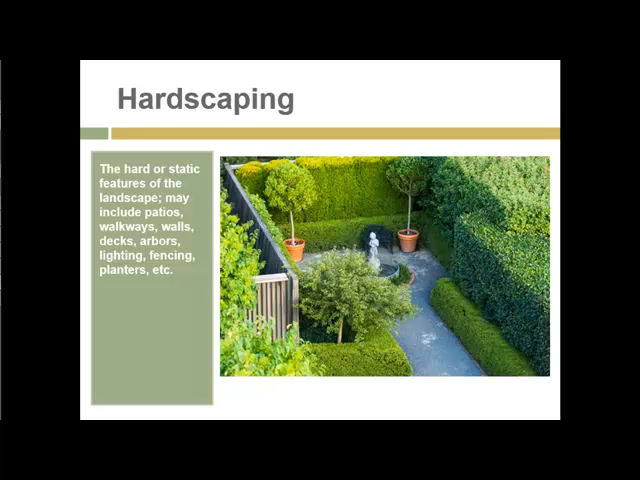 Hardscaping
The hard or static
features of the
landscape; may
include patios,
walkways, walls,
decks, arbors,
lighting, fencing,
planters, etc.